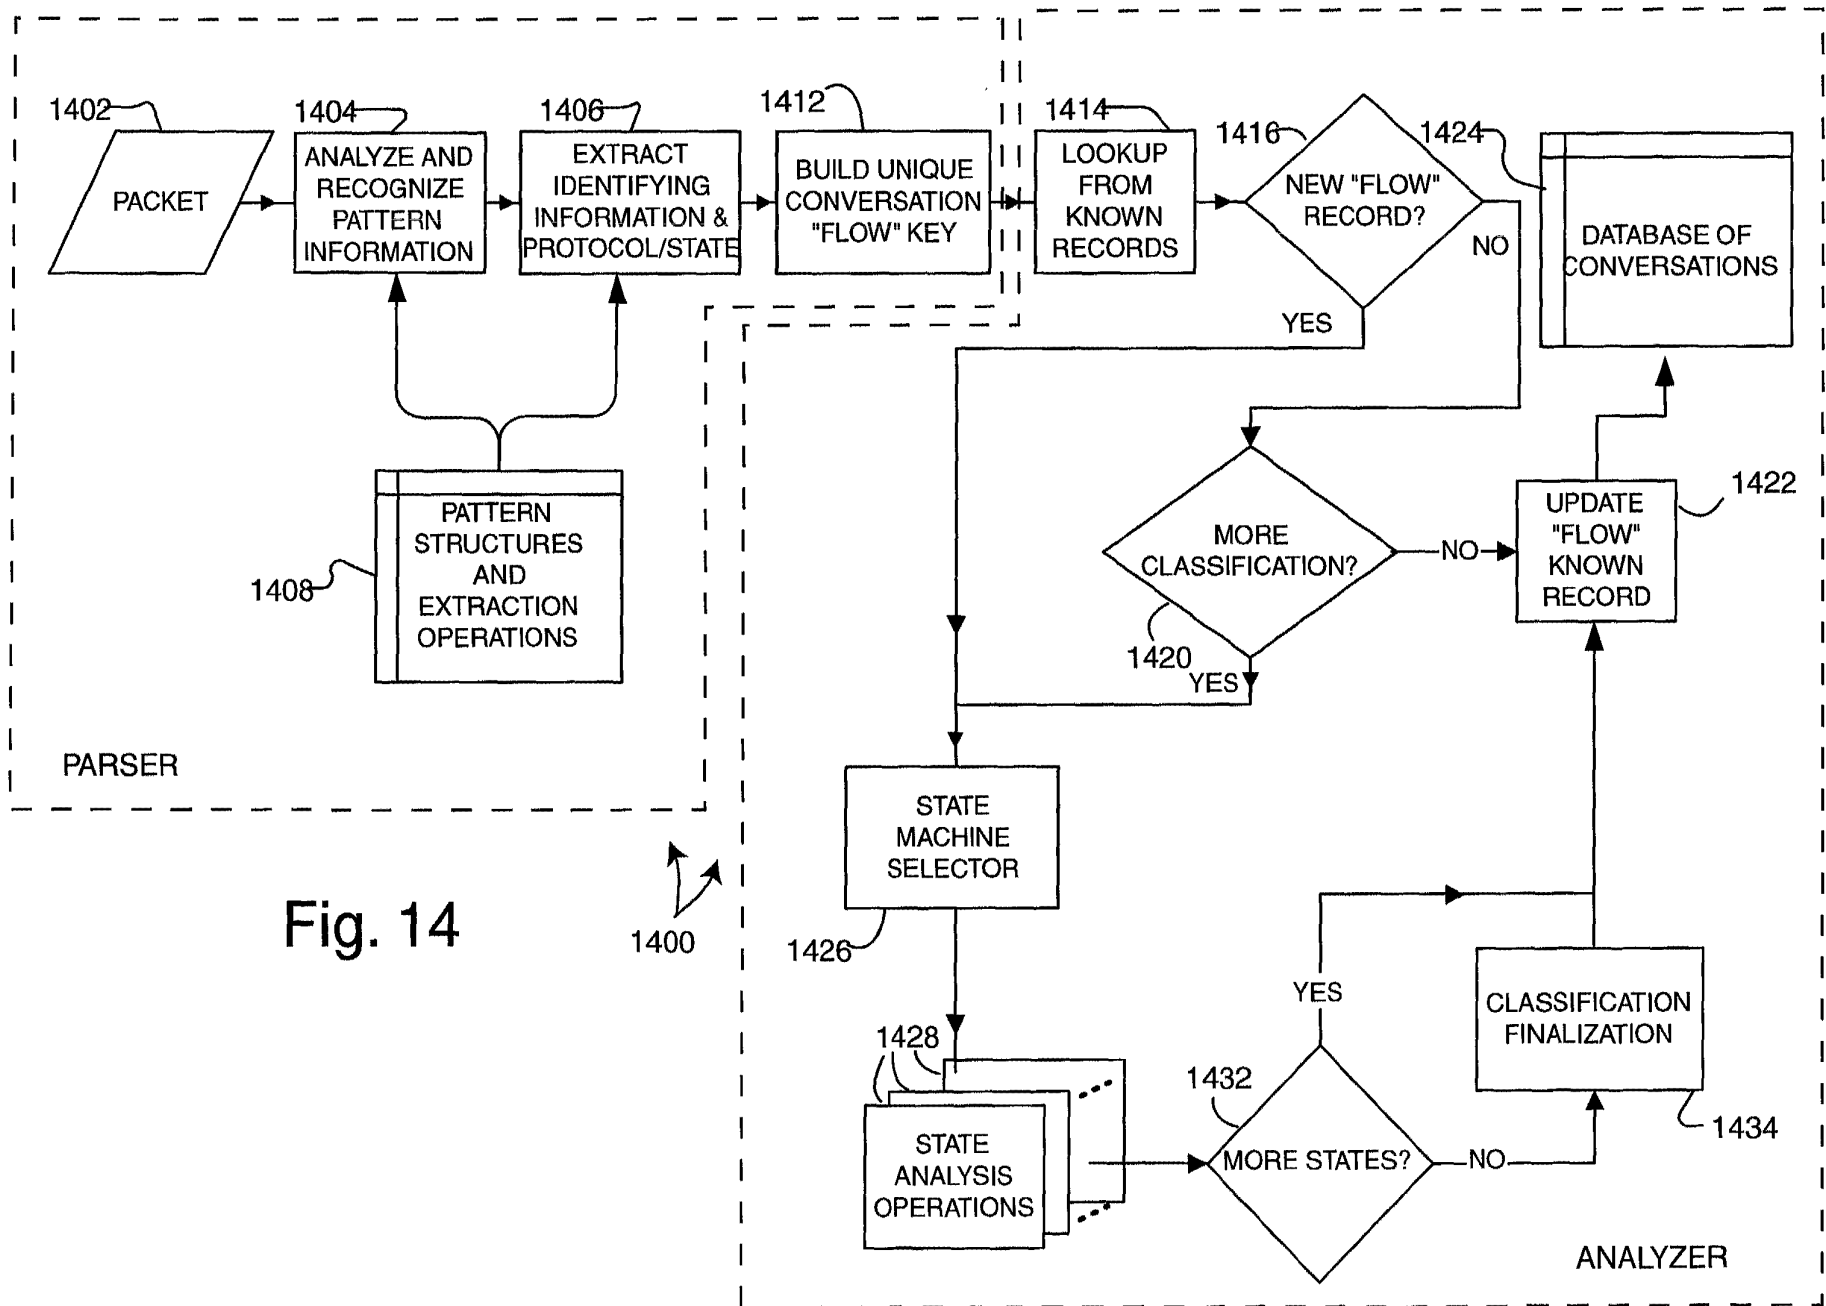 1402
PACKET
1404
ANALYZE AND
RECOGNIZE
PATTERN
INFORMATION
1406
EXTRACT
IDENTIFYING
INFORMATION &
PROTOCOL/STATE
1412
BUILD UNIQUE
CONVERSATION
"FLOW" KEY
1408
PATTERN
STRUCTURES
AND
EXTRACTION
OPERATIONS
PARSER
1414
LOOKUP
FROM
KNOWN
RECORDS
1416
NEW "FLOW"
RECORD?
NO
YES
1424
DATABASE OF
CONVERSATIONS
MORE
CLASSIFICATION?
1420
NO
YES
1422
UPDATE
"FLOW"
KNOWN
RECORD
STATE
MACHINE
SELECTOR
1426
1428
STATE
ANALYSIS
OPERATIONS
1432
MORE STATES?
YES
NO
CLASSIFICATION
FINALIZATION
1434
ANALYZER
Fig. 14
1400